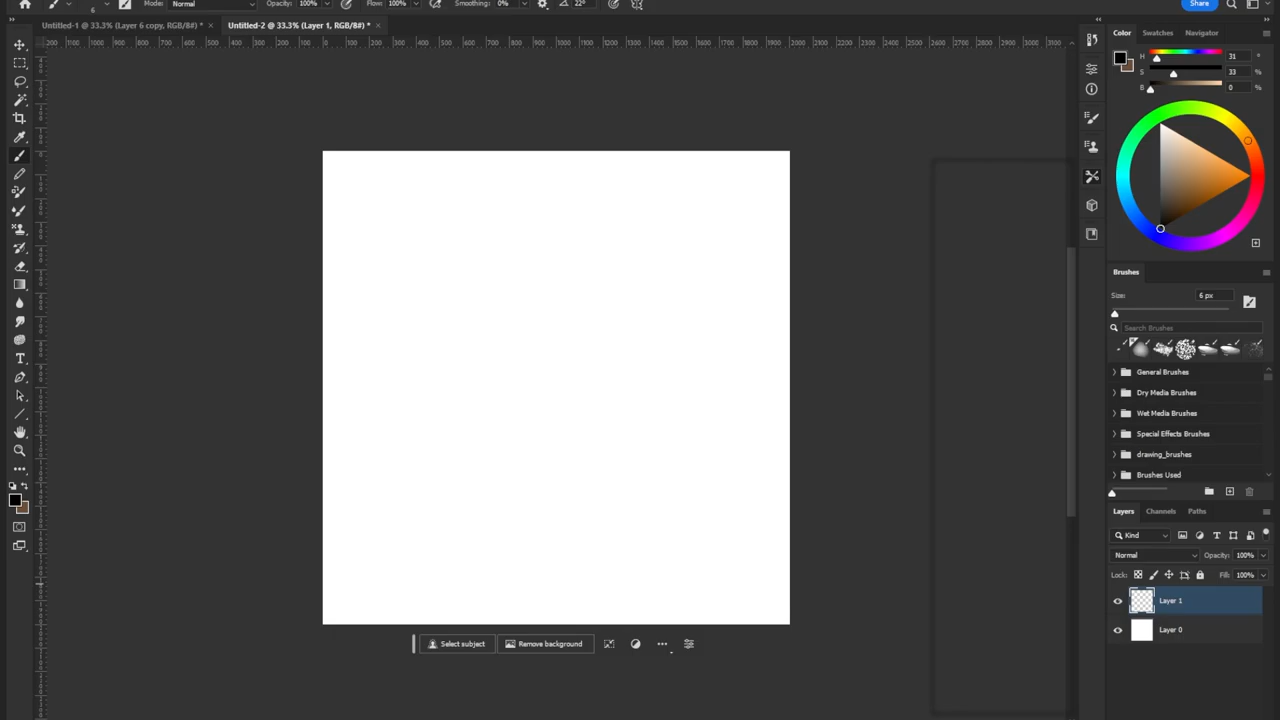 6 Mode: Normal Opacity: 100% Flow: 100% Smoothing: 0% 22° Share
Untitled-1 @ 33.3% (Layer 6 copy, RGB/8#) * × Untitled-2 @ 33.3% (Layer 1, RGB/8#) * ×
Color Swatches Navigator
H 31 °
S 33 %
B 0 %
Brushes
Size: 6 px
Search Brushes
General Brushes
Dry Media Brushes
Wet Media Brushes
Special Effects Brushes
drawing_brushes
Brushes Used
Layers Channels Paths
Kind
Normal Opacity: 100%
Lock: Fill: 100%
Layer 1
Layer 0
Select subject Remove background